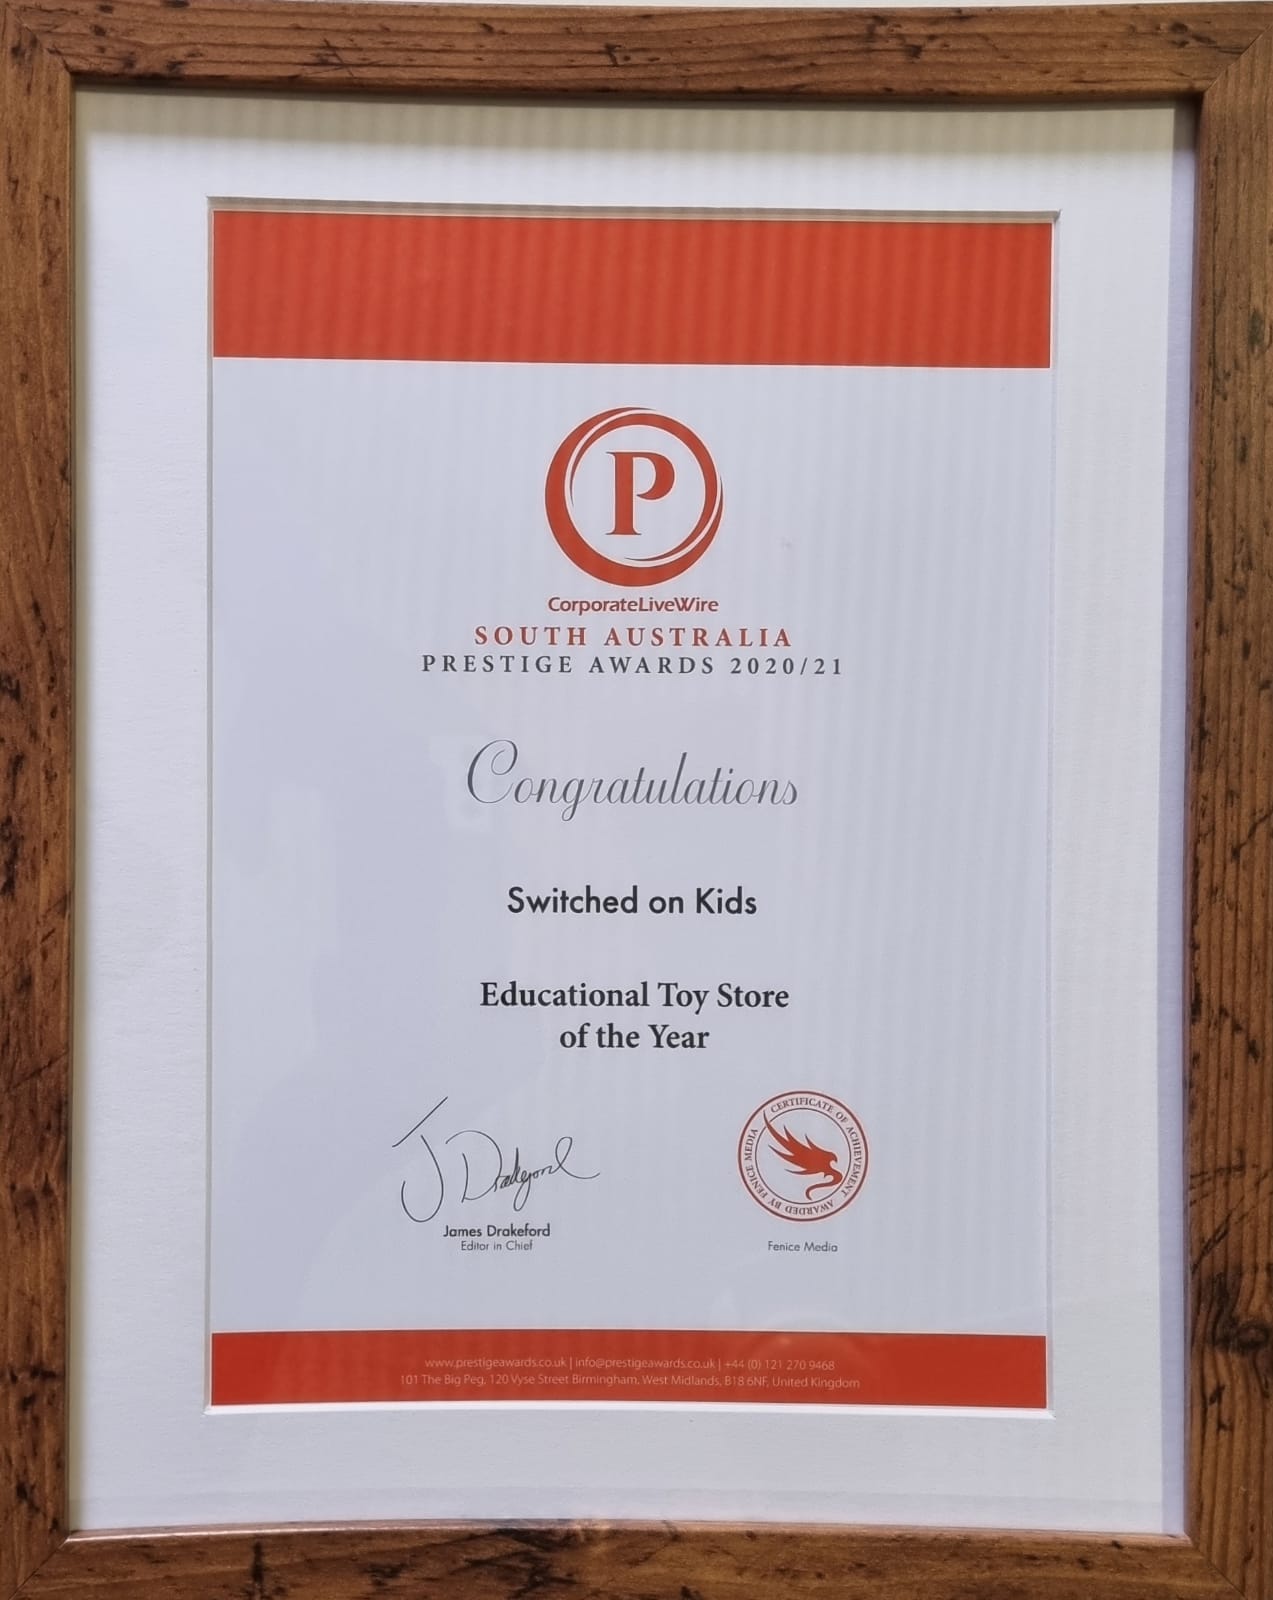 P
CorporateLiveWire
SOUTH AUSTRALIA
PRESTIGE AWARDS 2020/21
Congratulations
Switched on Kids
Educational Toy Store
of the Year
J Drakeford
CERTIFICATE OF ACHIEVEMENT
AWARDED BY FENICE MEDIA
James Drakeford
Editor in Chief
Fenice Media
www.prestigeawards.co.uk | info@prestigeawards.co.uk | +44 (0) 121 270 9468
101 The Big Peg, 120 Vyse Street Birmingham, West Midlands, B18 6NF, United Kingdom